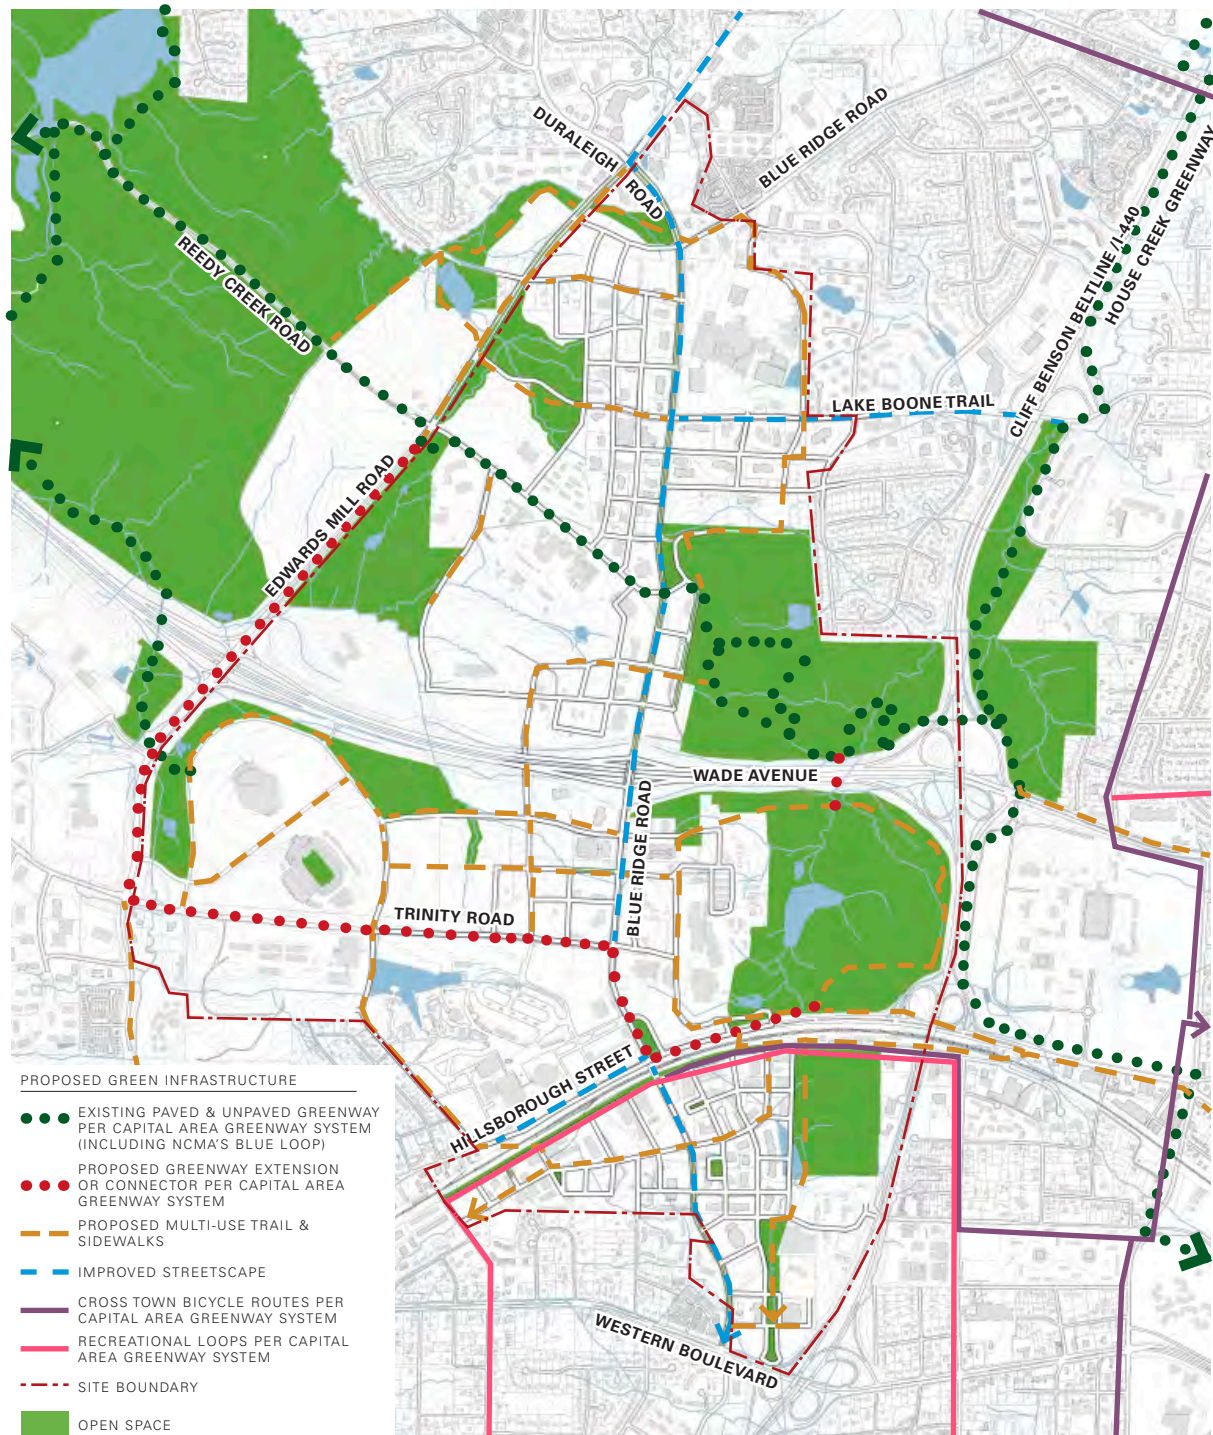 DURALEIGH
ROAD
BLUE RIDGE ROAD
CLIFF BENSON BELTLINE /I-440
HOUSE CREEK GREENWAY
REEDY CREEK ROAD
LAKE BOONE TRAIL
EDWARDS MILL ROAD
WADE AVENUE
BLUE RIDGE ROAD
TRINITY ROAD
HILLSBOROUGH STREET
WESTERN BOULEVARD
PROPOSED GREEN INFRASTRUCTURE
EXISTING PAVED & UNPAVED GREENWAY
PER CAPITAL AREA GREENWAY SYSTEM
(INCLUDING NCMA'S BLUE LOOP)
PROPOSED GREENWAY EXTENSION
OR CONNECTOR PER CAPITAL AREA
GREENWAY SYSTEM
PROPOSED MULTI-USE TRAIL &
SIDEWALKS
IMPROVED STREETSCAPE
CROSS TOWN BICYCLE ROUTES PER
CAPITAL AREA GREENWAY SYSTEM
RECREATIONAL LOOPS PER CAPITAL
AREA GREENWAY SYSTEM
SITE BOUNDARY
OPEN SPACE